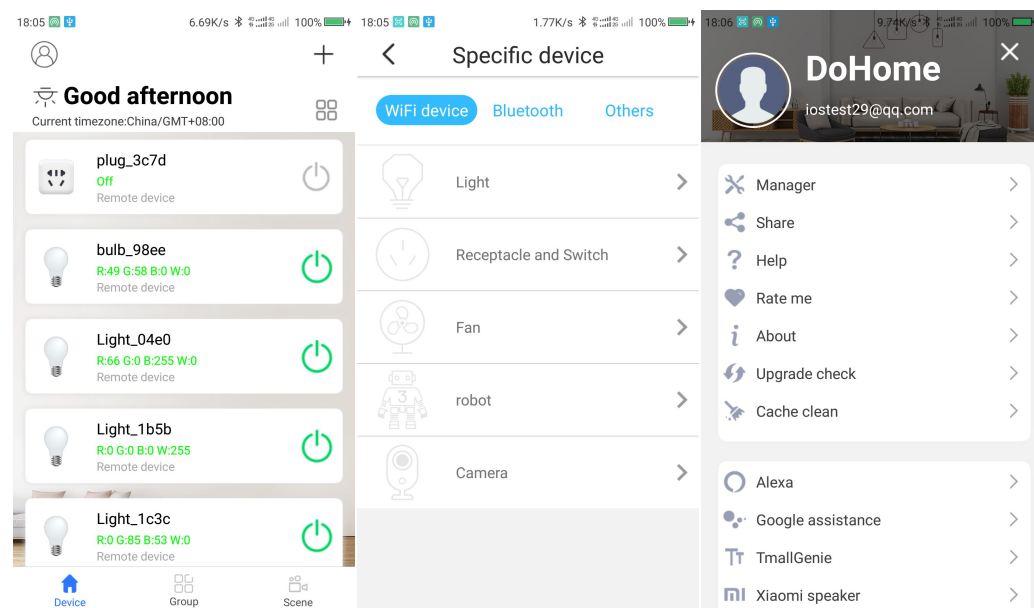 18:05 6.69K/s 100%
Good afternoon
Current timezone:China/GMT+08:00
plug_3c7d
Off
Remote device
bulb_98ee
R:49 G:58 B:0 W:0
Remote device
Light_04e0
R:66 G:0 B:255 W:0
Remote device
Light_1b5b
R:0 G:0 B:0 W:255
Remote device
Light_1c3c
R:0 G:85 B:53 W:0
Remote device
Device Group Scene
18:05 1.77K/s 100%
Specific device
WiFi device Bluetooth Others
Light
Receptacle and Switch
Fan
3
robot
Camera
18:06 9.74K/s 100%
DoHome
iostest29@qq.com
Manager
Share
Help
Rate me
About
Upgrade check
Cache clean
Alexa
Google assistance
TmallGenie
Xiaomi speaker